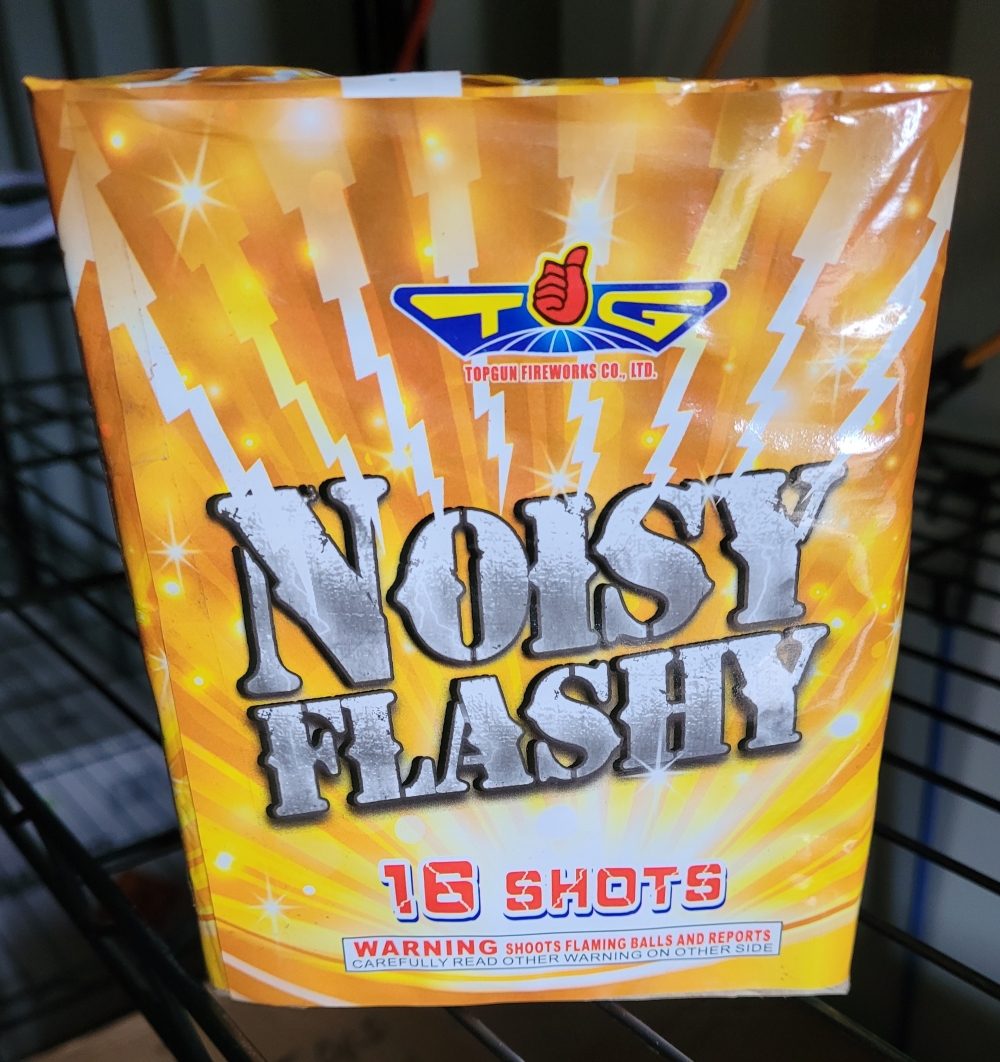 TG
TOPGUN FIREWORKS CO., LTD.
NOISY
FLASHY
16 SHOTS
WARNING SHOOTS FLAMING BALLS AND REPORTS
CAREFULLY READ OTHER WARNING ON OTHER SIDE